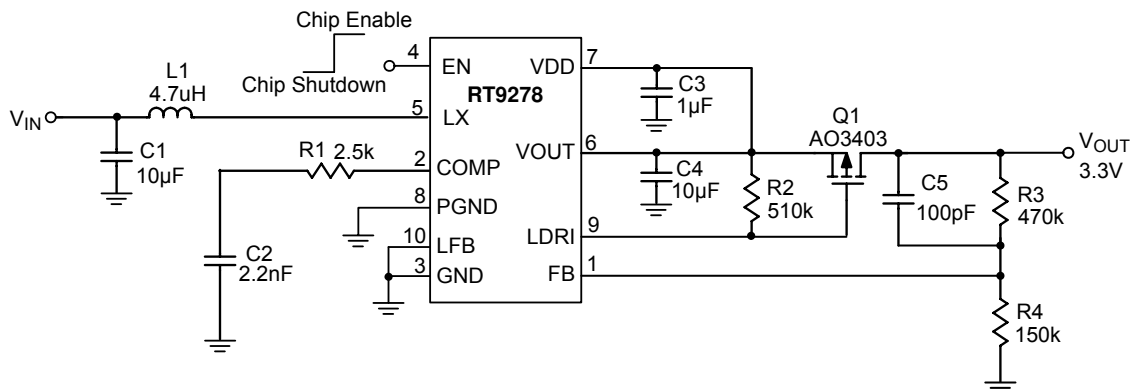 Chip Enable
Chip Shutdown
L1
4.7uH
VIN
C1
10µF
R1 2.5k
C2
2.2nF
RT9278
4 EN
5 LX
2 COMP
8 PGND
10 LFB
3 GND
VDD 7
VOUT 6
LDRI 9
FB 1
C3
1µF
C4
10µF
R2
510k
Q1
AO3403
C5
100pF
R3
470k
R4
150k
VOUT
3.3V